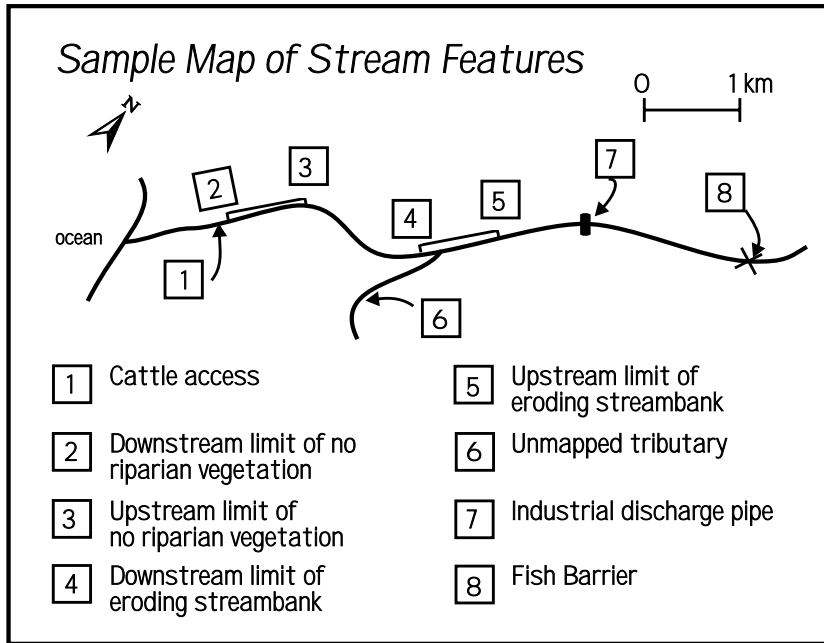 Sample Map of Stream Features
N
0 1 km
7
3
8
2
5
4
ocean
1
6
1 Cattle access
2 Downstream limit of no
riparian vegetation
3 Upstream limit of
no riparian vegetation
4 Downstream limit of
eroding streambank
5 Upstream limit of
eroding streambank
6 Unmapped tributary
7 Industrial discharge pipe
8 Fish Barrier